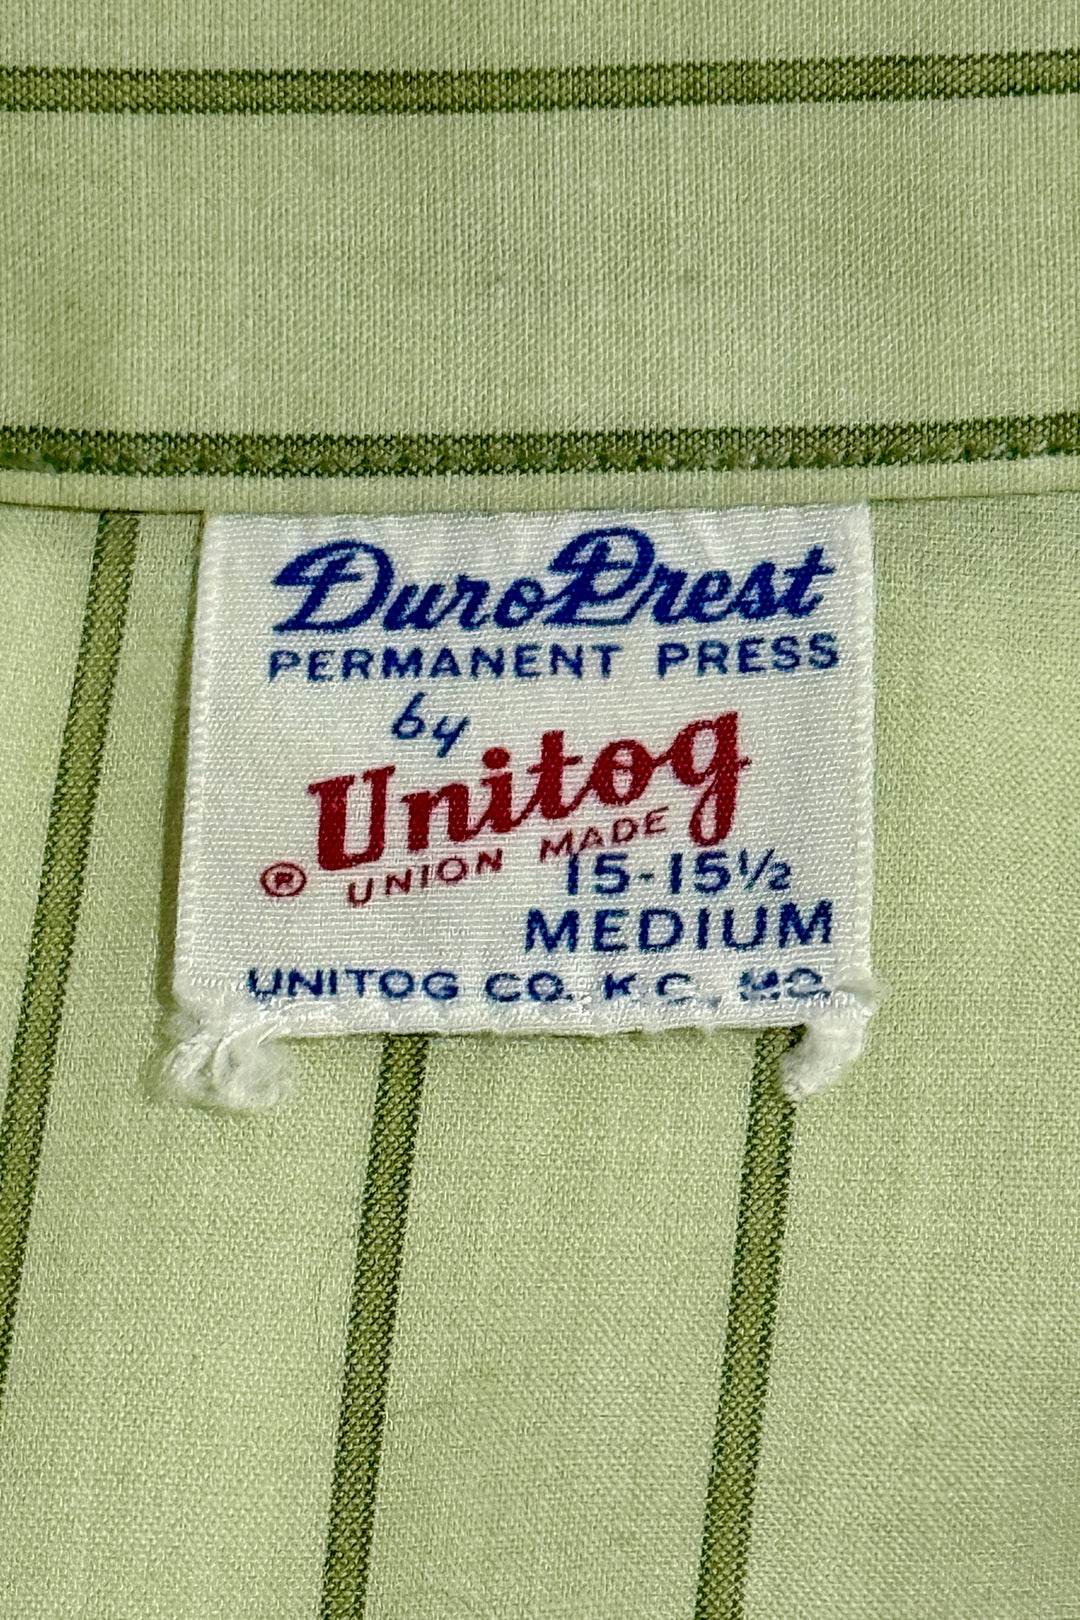 DuroPrest
PERMANENT PRESS
by
Unitog
® UNION MADE
15-15½
MEDIUM
UNITOG CO. K.C., MO.